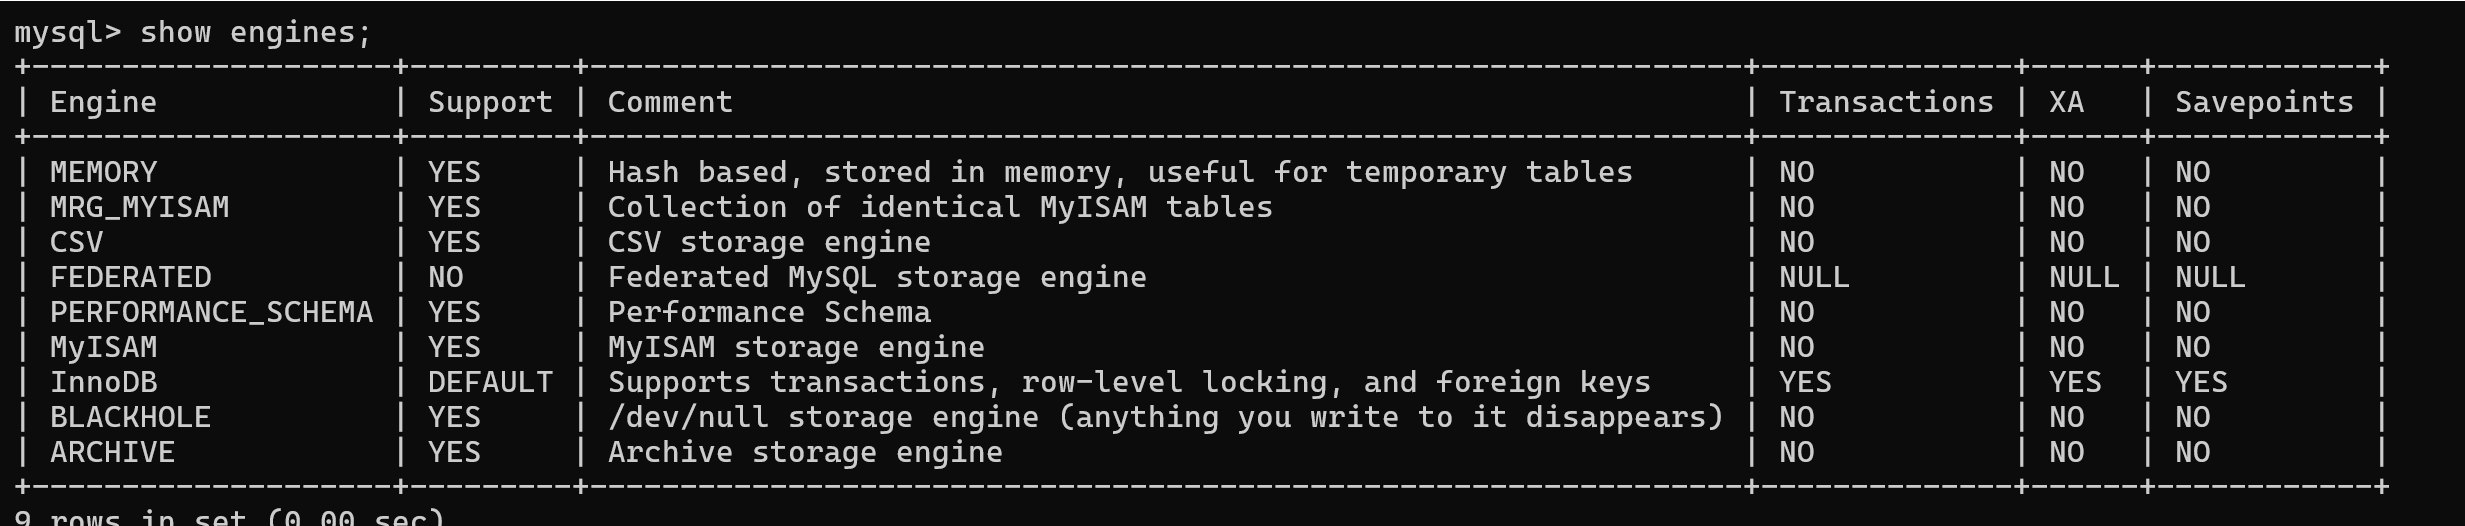 mysql> show engines;
+--------------------+---------+----------------------------------------------------------------+--------------+------+------------+
| Engine             | Support | Comment                                                        | Transactions | XA   | Savepoints |
+--------------------+---------+----------------------------------------------------------------+--------------+------+------------+
| MEMORY             | YES     | Hash based, stored in memory, useful for temporary tables      | NO           | NO   | NO         |
| MRG_MYISAM         | YES     | Collection of identical MyISAM tables                          | NO           | NO   | NO         |
| CSV                | YES     | CSV storage engine                                             | NO           | NO   | NO         |
| FEDERATED          | NO      | Federated MySQL storage engine                                 | NULL         | NULL | NULL       |
| PERFORMANCE_SCHEMA | YES     | Performance Schema                                             | NO           | NO   | NO         |
| MyISAM             | YES     | MyISAM storage engine                                          | NO           | NO   | NO         |
| InnoDB             | DEFAULT | Supports transactions, row-level locking, and foreign keys     | YES          | YES  | YES        |
| BLACKHOLE          | YES     | /dev/null storage engine (anything you write to it disappears) | NO           | NO   | NO         |
| ARCHIVE            | YES     | Archive storage engine                                         | NO           | NO   | NO         |
+--------------------+---------+----------------------------------------------------------------+--------------+------+------------+
9 rows in set (0.00 sec)